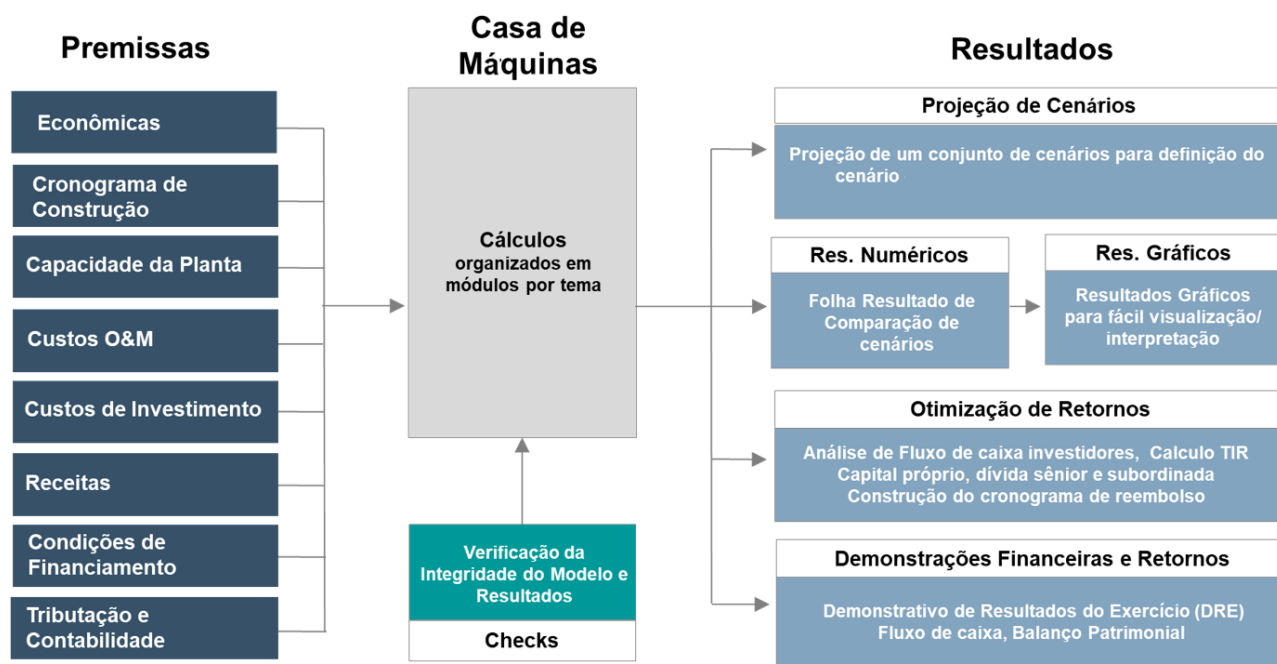 Premissas
Econômicas
Cronograma de
Construção
Capacidade da Planta
Custos O&M
Custos de Investimento
Receitas
Condições de
Financiamento
Tributação e
Contabilidade
Casa de
Máquinas
Cálculos
organizados em
módulos por tema
Verificação da
Integridade do Modelo e
Resultados
Checks
Resultados
Projeção de Cenários
Projeção de um conjunto de cenários para definição do
cenário
Res. Numéricos
Folha Resultado de
Comparação de
cenários
Res. Gráficos
Resultados Gráficos
para fácil visualização/
interpretação
Otimização de Retornos
Análise de Fluxo de caixa investidores, Calculo TIR
Capital próprio, dívida sênior e subordinada
Construção do cronograma de reembolso
Demonstrações Financeiras e Retornos
Demonstrativo de Resultados do Exercício (DRE)
Fluxo de caixa, Balanço Patrimonial